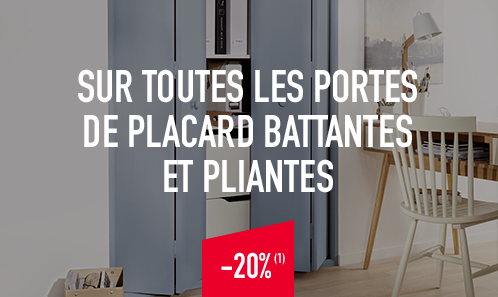 SUR TOUTES LES PORTES
DE PLACARD BATTANTES
ET PLIANTES
-20% (1)